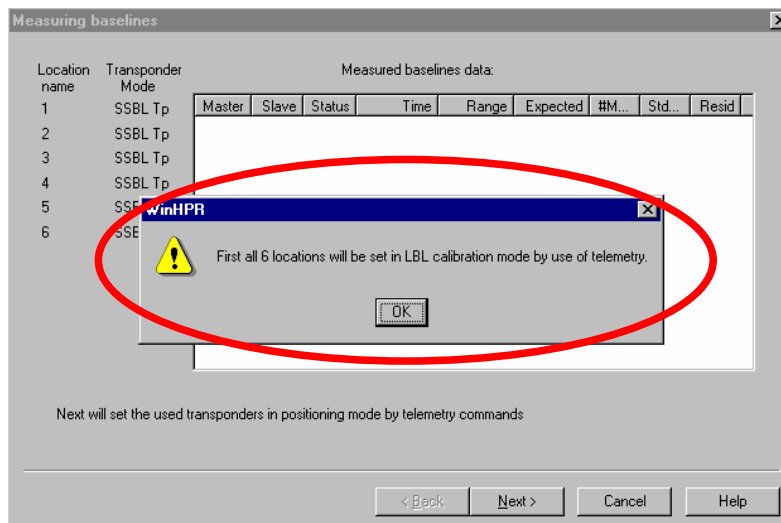 Measuring baselines
Location name
Transponder Mode
Measured baselines data:
Master Slave Status Time Range Expected #M... Std... Resid
1 SSBL Tp
2 SSBL Tp
3 SSBL Tp
4 SSBL Tp
5
6
WinHPR
First all 6 locations will be set in LBL calibration mode by use of telemetry.
OK
Next will set the used transponders in positioning mode by telemetry commands
< Back Next > Cancel Help